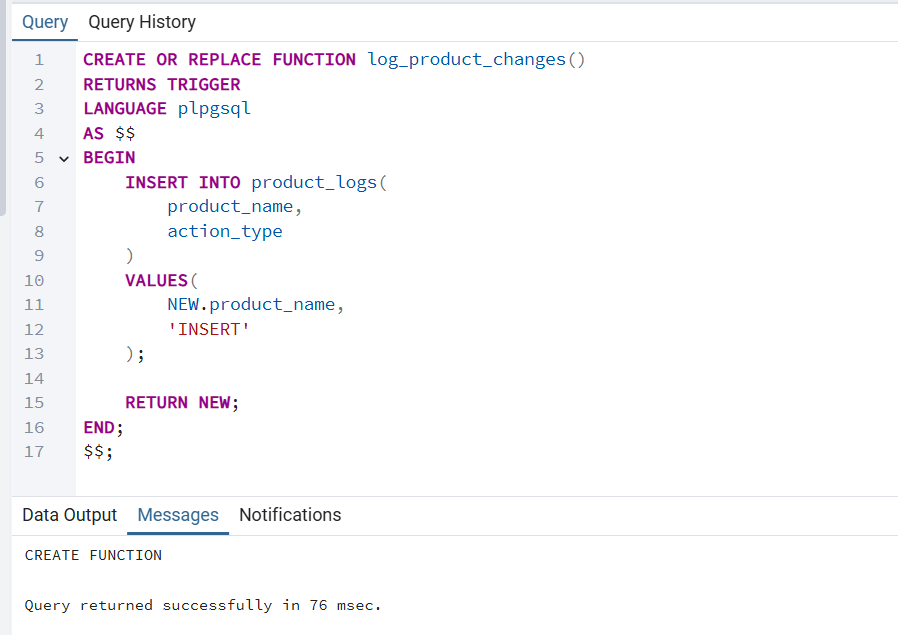 Query Query History
1 CREATE OR REPLACE FUNCTION log_product_changes()
2 RETURNS TRIGGER
3 LANGUAGE plpgsql
4 AS $$
5 BEGIN
6     INSERT INTO product_logs(
7         product_name,
8         action_type
9     )
10     VALUES(
11         NEW.product_name,
12         'INSERT'
13     );
14
15     RETURN NEW;
16 END;
17 $$;
Data Output Messages Notifications
CREATE FUNCTION
Query returned successfully in 76 msec.